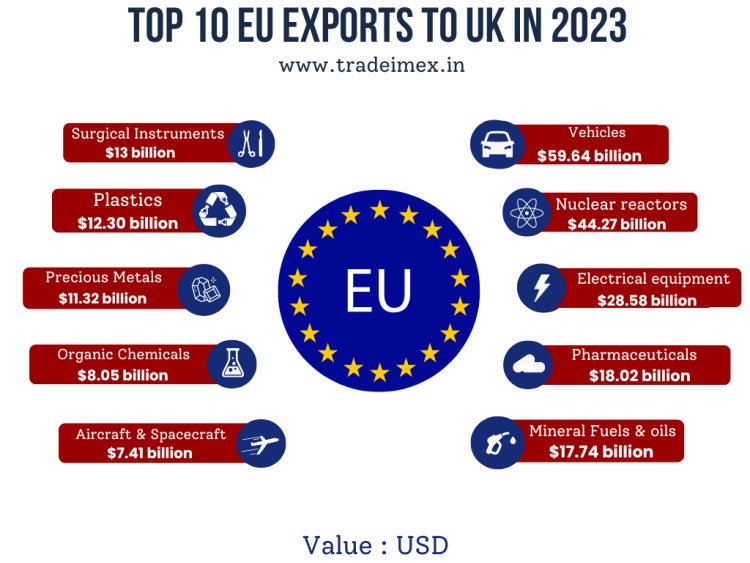 TOP 10 EU EXPORTS TO UK IN 2023
www.tradeimex.in
Surgical Instruments
$13 billion
Plastics
$12.30 billion
Precious Metals
$11.32 billion
Organic Chemicals
$8.05 billion
Aircraft & Spacecraft
$7.41 billion
EU
Vehicles
$59.64 billion
Nuclear reactors
$44.27 billion
Electrical equipment
$28.58 billion
Pharmaceuticals
$18.02 billion
Mineral Fuels & oils
$17.74 billion
Value : USD